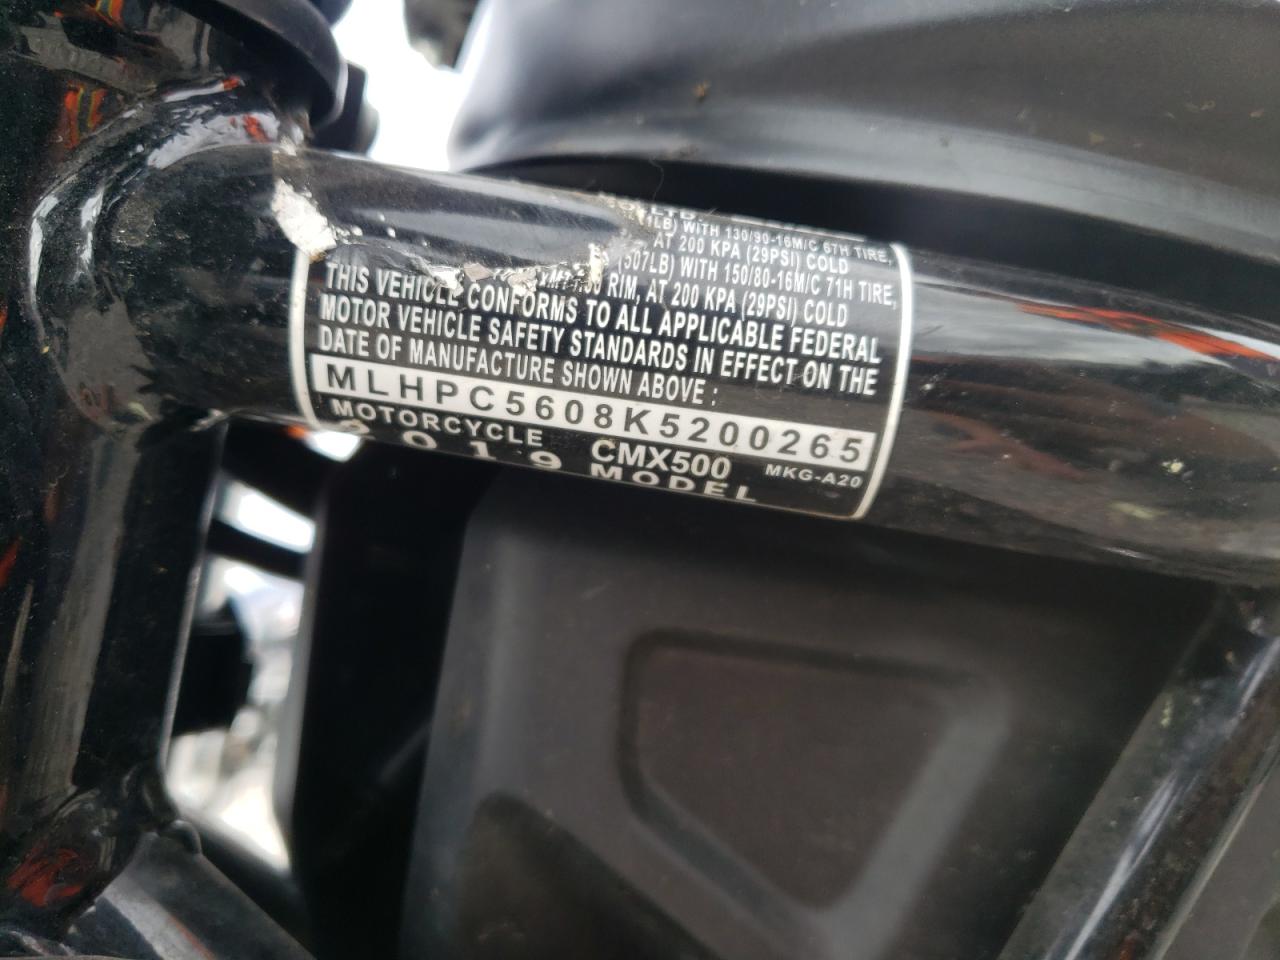 LTD.
LB) WITH 130/90-16M/C 67H TIRE,
AT 200 KPA (29PSI) COLD
(507LB) WITH 150/80-16M/C 71H TIRE,
RIM, AT 200 KPA (29PSI) COLD
THIS VEHICLE CONFORMS TO ALL APPLICABLE FEDERAL
MOTOR VEHICLE SAFETY STANDARDS IN EFFECT ON THE
DATE OF MANUFACTURE SHOWN ABOVE :
MLHPC5608K5200265
MOTORCYCLE CMX500 MKG-A20
2019 MODEL